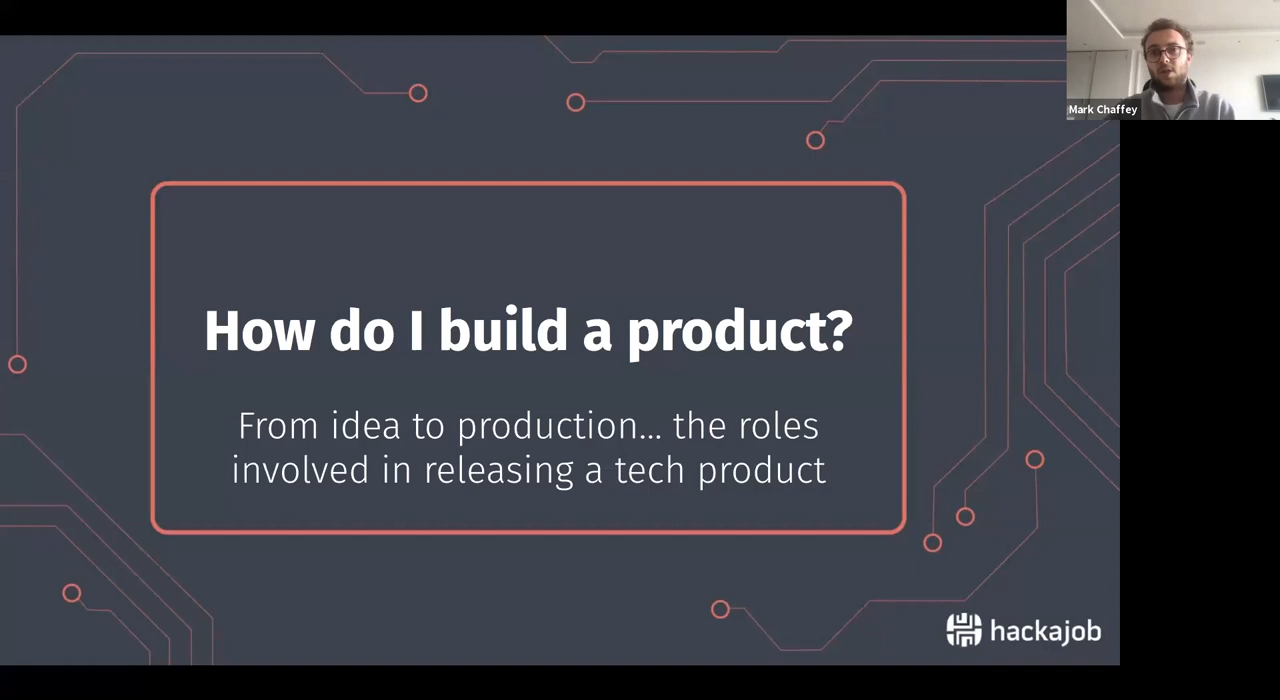 Mark Chaffey
How do I build a product?
From idea to production... the roles
involved in releasing a tech product
hackajob